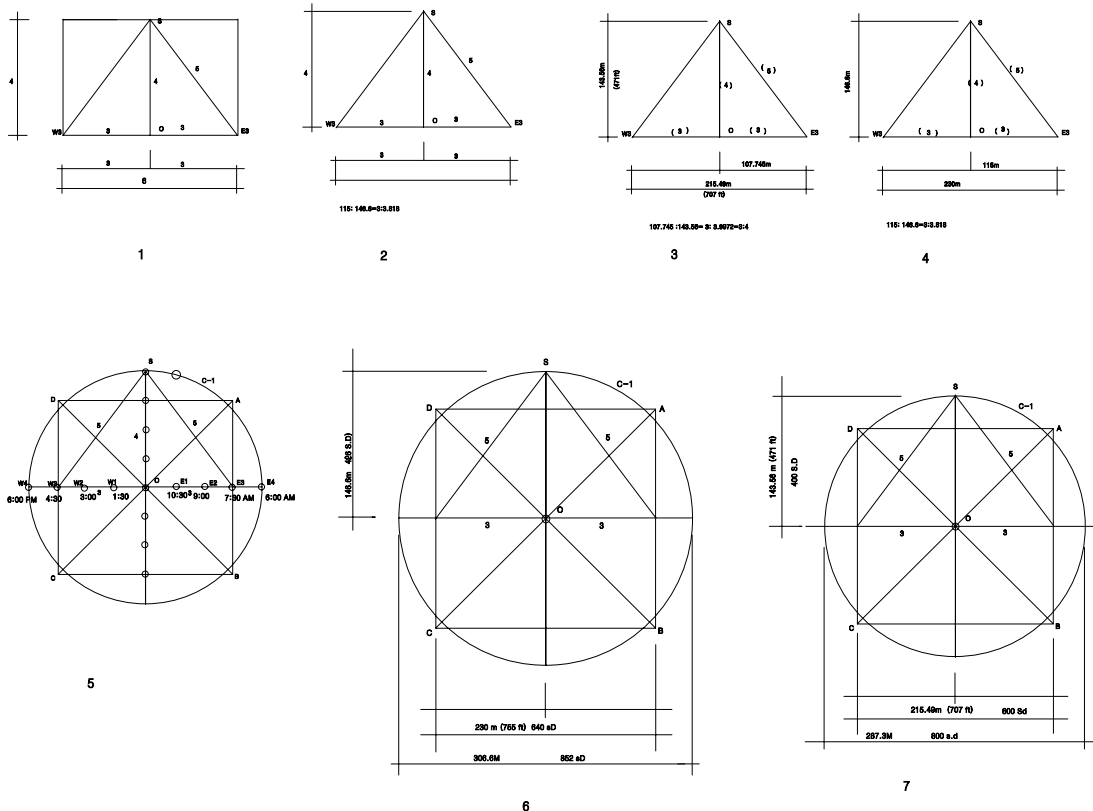 S
4
4
5
W3
3
O
3
E3
3
3
6
1
S
4
4
5
W3
3
O
3
E3
3
3
115: 146.6=3:3.818
2
S
143.56m
(471ft)
( 5 )
( 4 )
W3
( 3 )
O
( 3 )
E3
107.745m
215.49m
(707 ft)
107.745 :143.56= 3: 3.9972=3:4
3
S
146.6m
( 5 )
( 4 )
W3
( 3 )
O
( 3 )
E3
115m
230m
115: 146.6=3:3.818
4
S
C-1
D
A
5
5
4
W4
W3
W2
W1
O
E1
E2
E3
E4
6:00 PM
4:30
3:00
3
1:30
10:30
3
9:00
7:30 AM
6:00 AM
C
B
5
S
C-1
D
A
146.6m 426 S.D)
5
5
O
3
3
C
B
230 m (755 ft) 640 sD
306.6M 852 sD
6
S
C-1
D
A
143.56 m (471 ft)
400 S.D
5
5
O
3
3
C
B
215.49m (707 ft) 600 Sd
287.3M 800 s.d
7